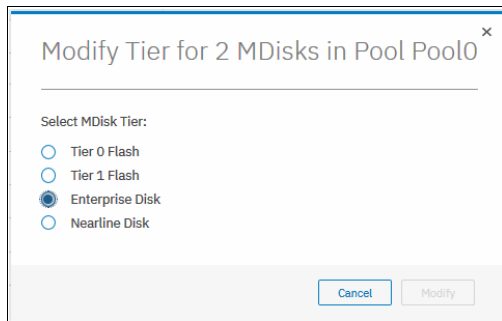 Modify Tier for 2 MDisks in Pool Pool0
Select MDisk Tier:
Tier 0 Flash
Tier 1 Flash
Enterprise Disk
Nearline Disk
Cancel
Modify